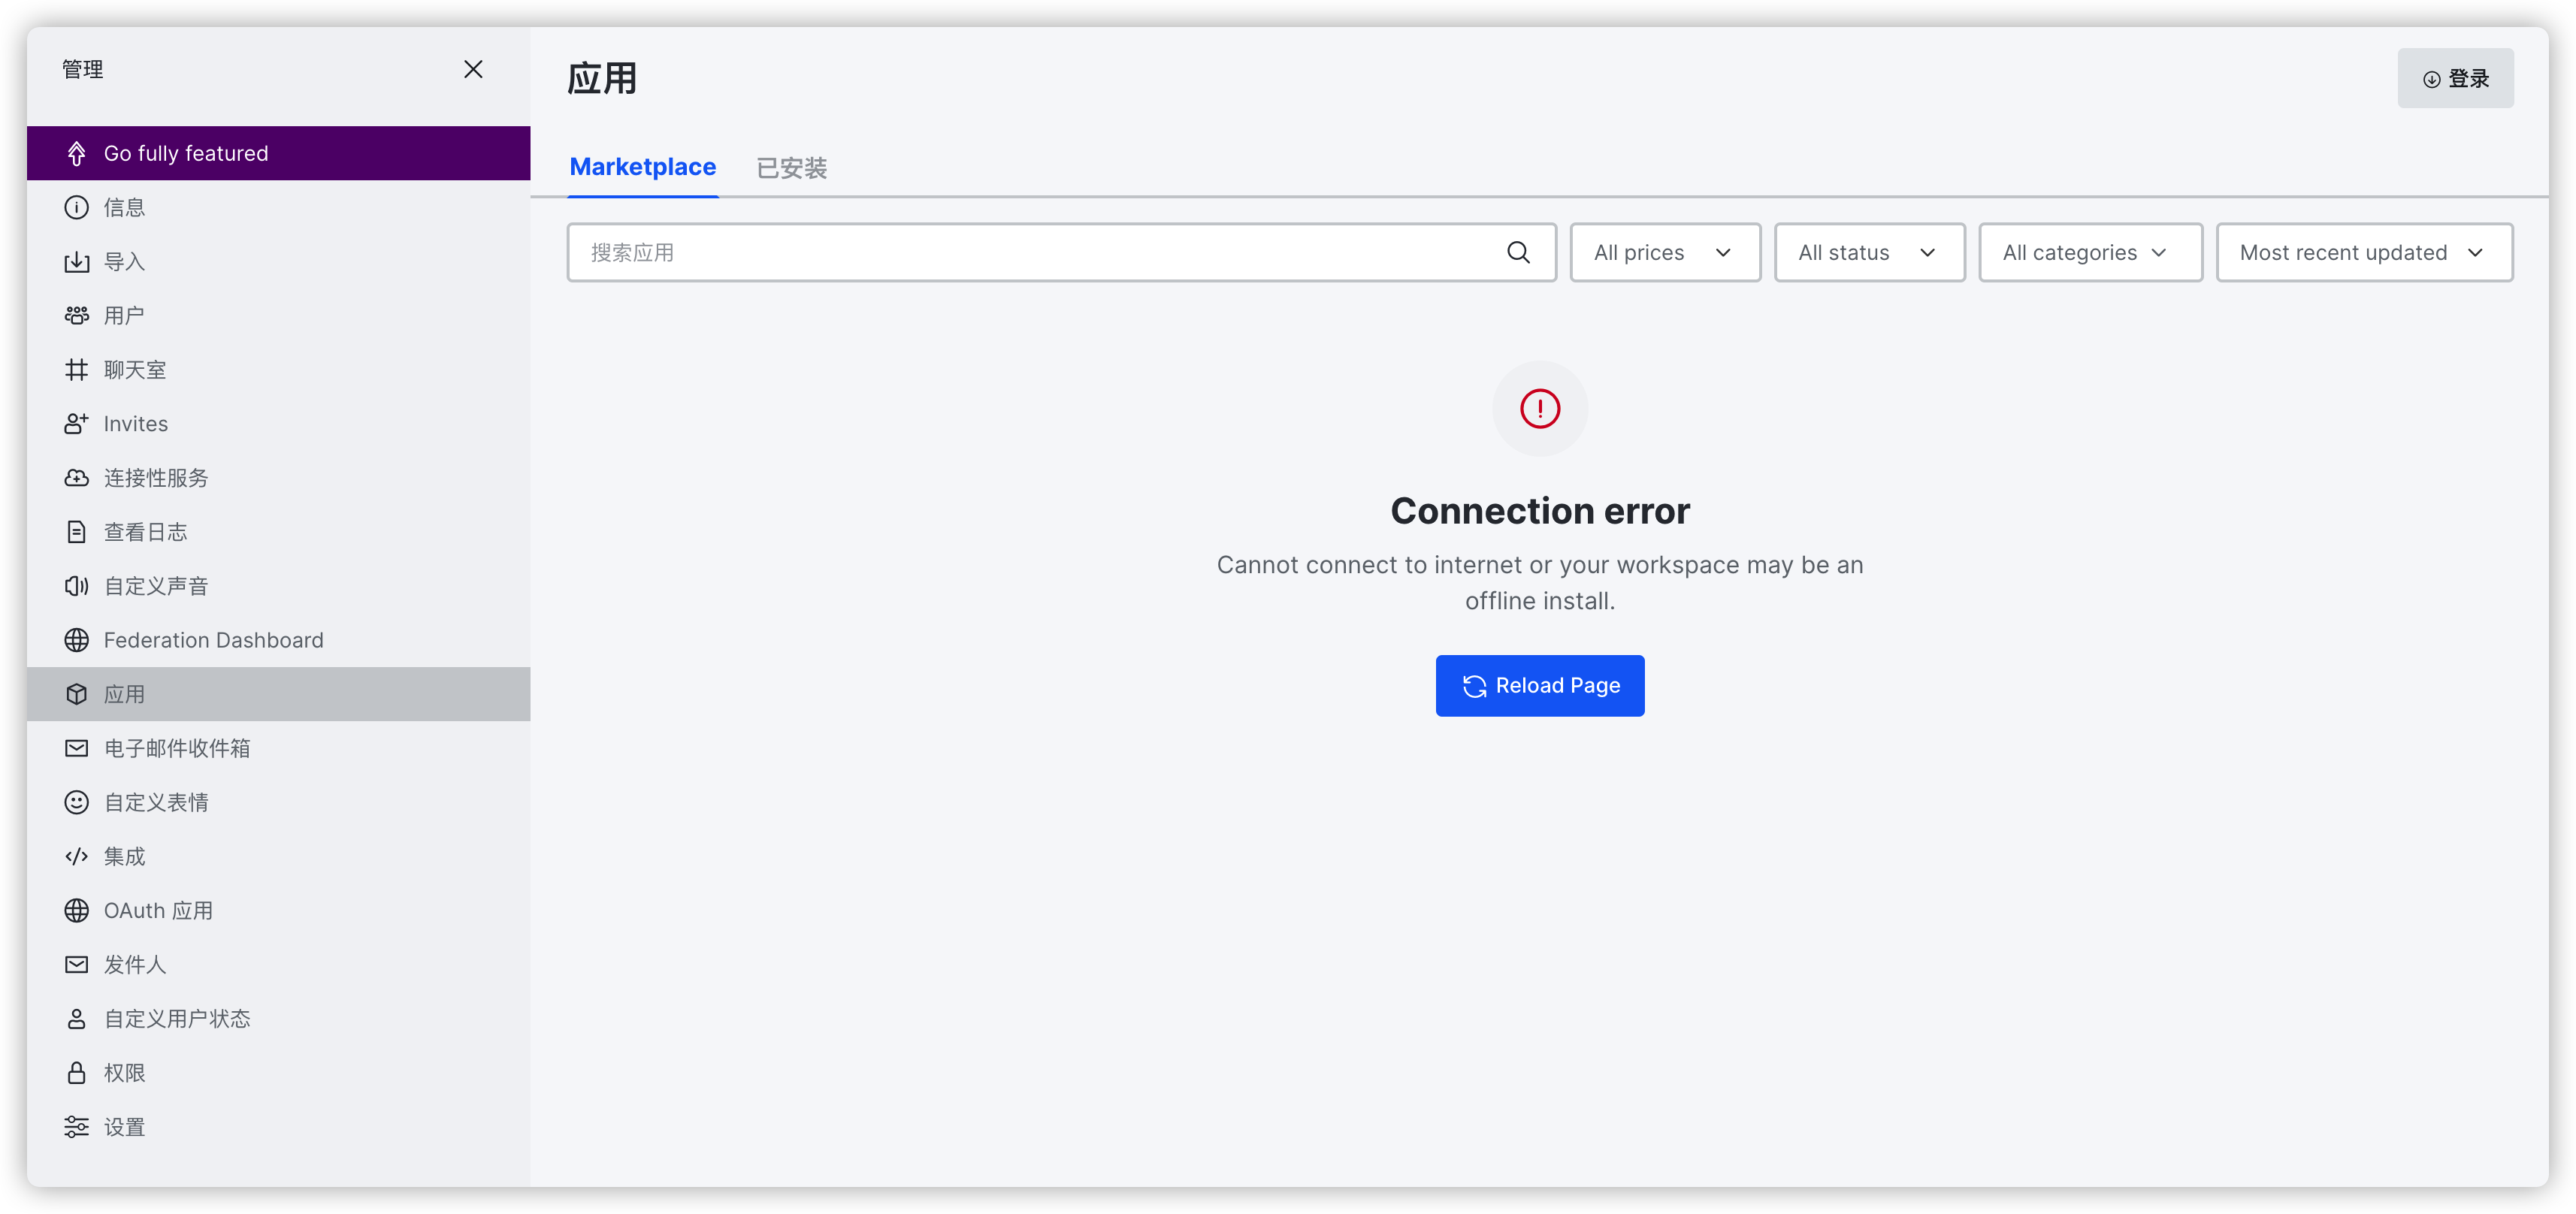 管理
Go fully featured
信息
导入
用户
聊天室
Invites
连接性服务
查看日志
自定义声音
Federation Dashboard
应用
电子邮件收件箱
自定义表情
集成
OAuth 应用
发件人
自定义用户状态
权限
设置
应用
登录
Marketplace 已安装
搜索应用 All prices All status All categories Most recent updated
Connection error
Cannot connect to internet or your workspace may be an
offline install.
Reload Page